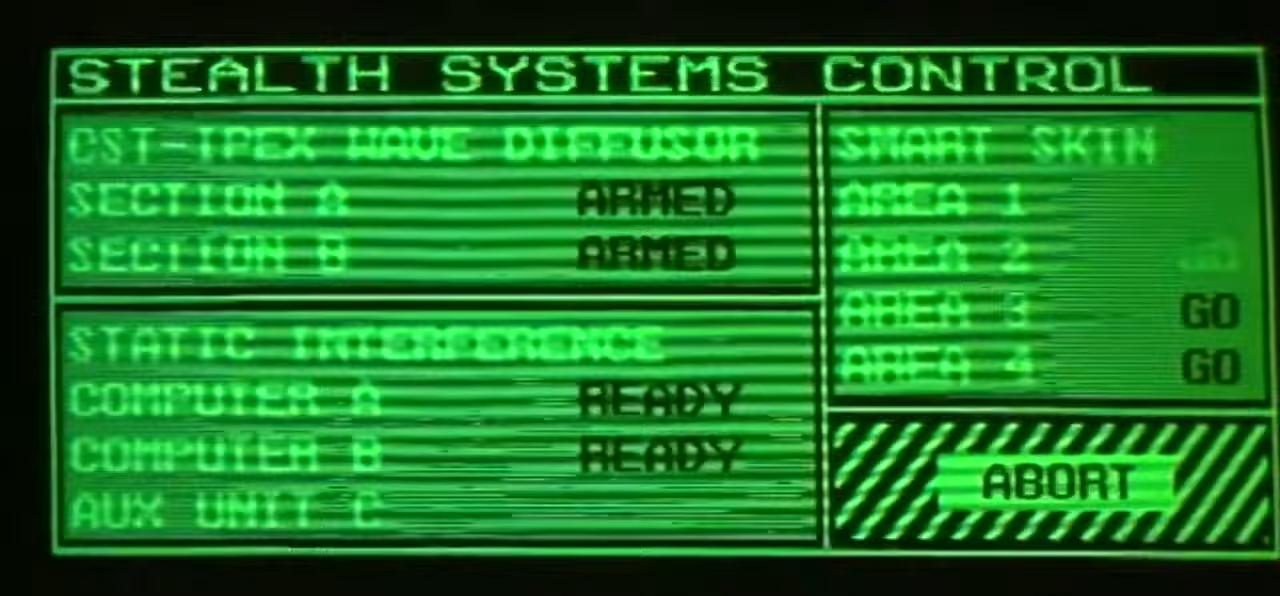 STEALTH SYSTEMS CONTROL
CST-IPEX WAVE DIFFUSOR
SECTION A ARMED
SECTION B ARMED
STATIC INTERFERENCE
COMPUTER A READY
COMPUTER B READY
AUX UNIT C
SMART SKIN
AREA 1
AREA 2
AREA 3 GO
AREA 4 GO
ABORT